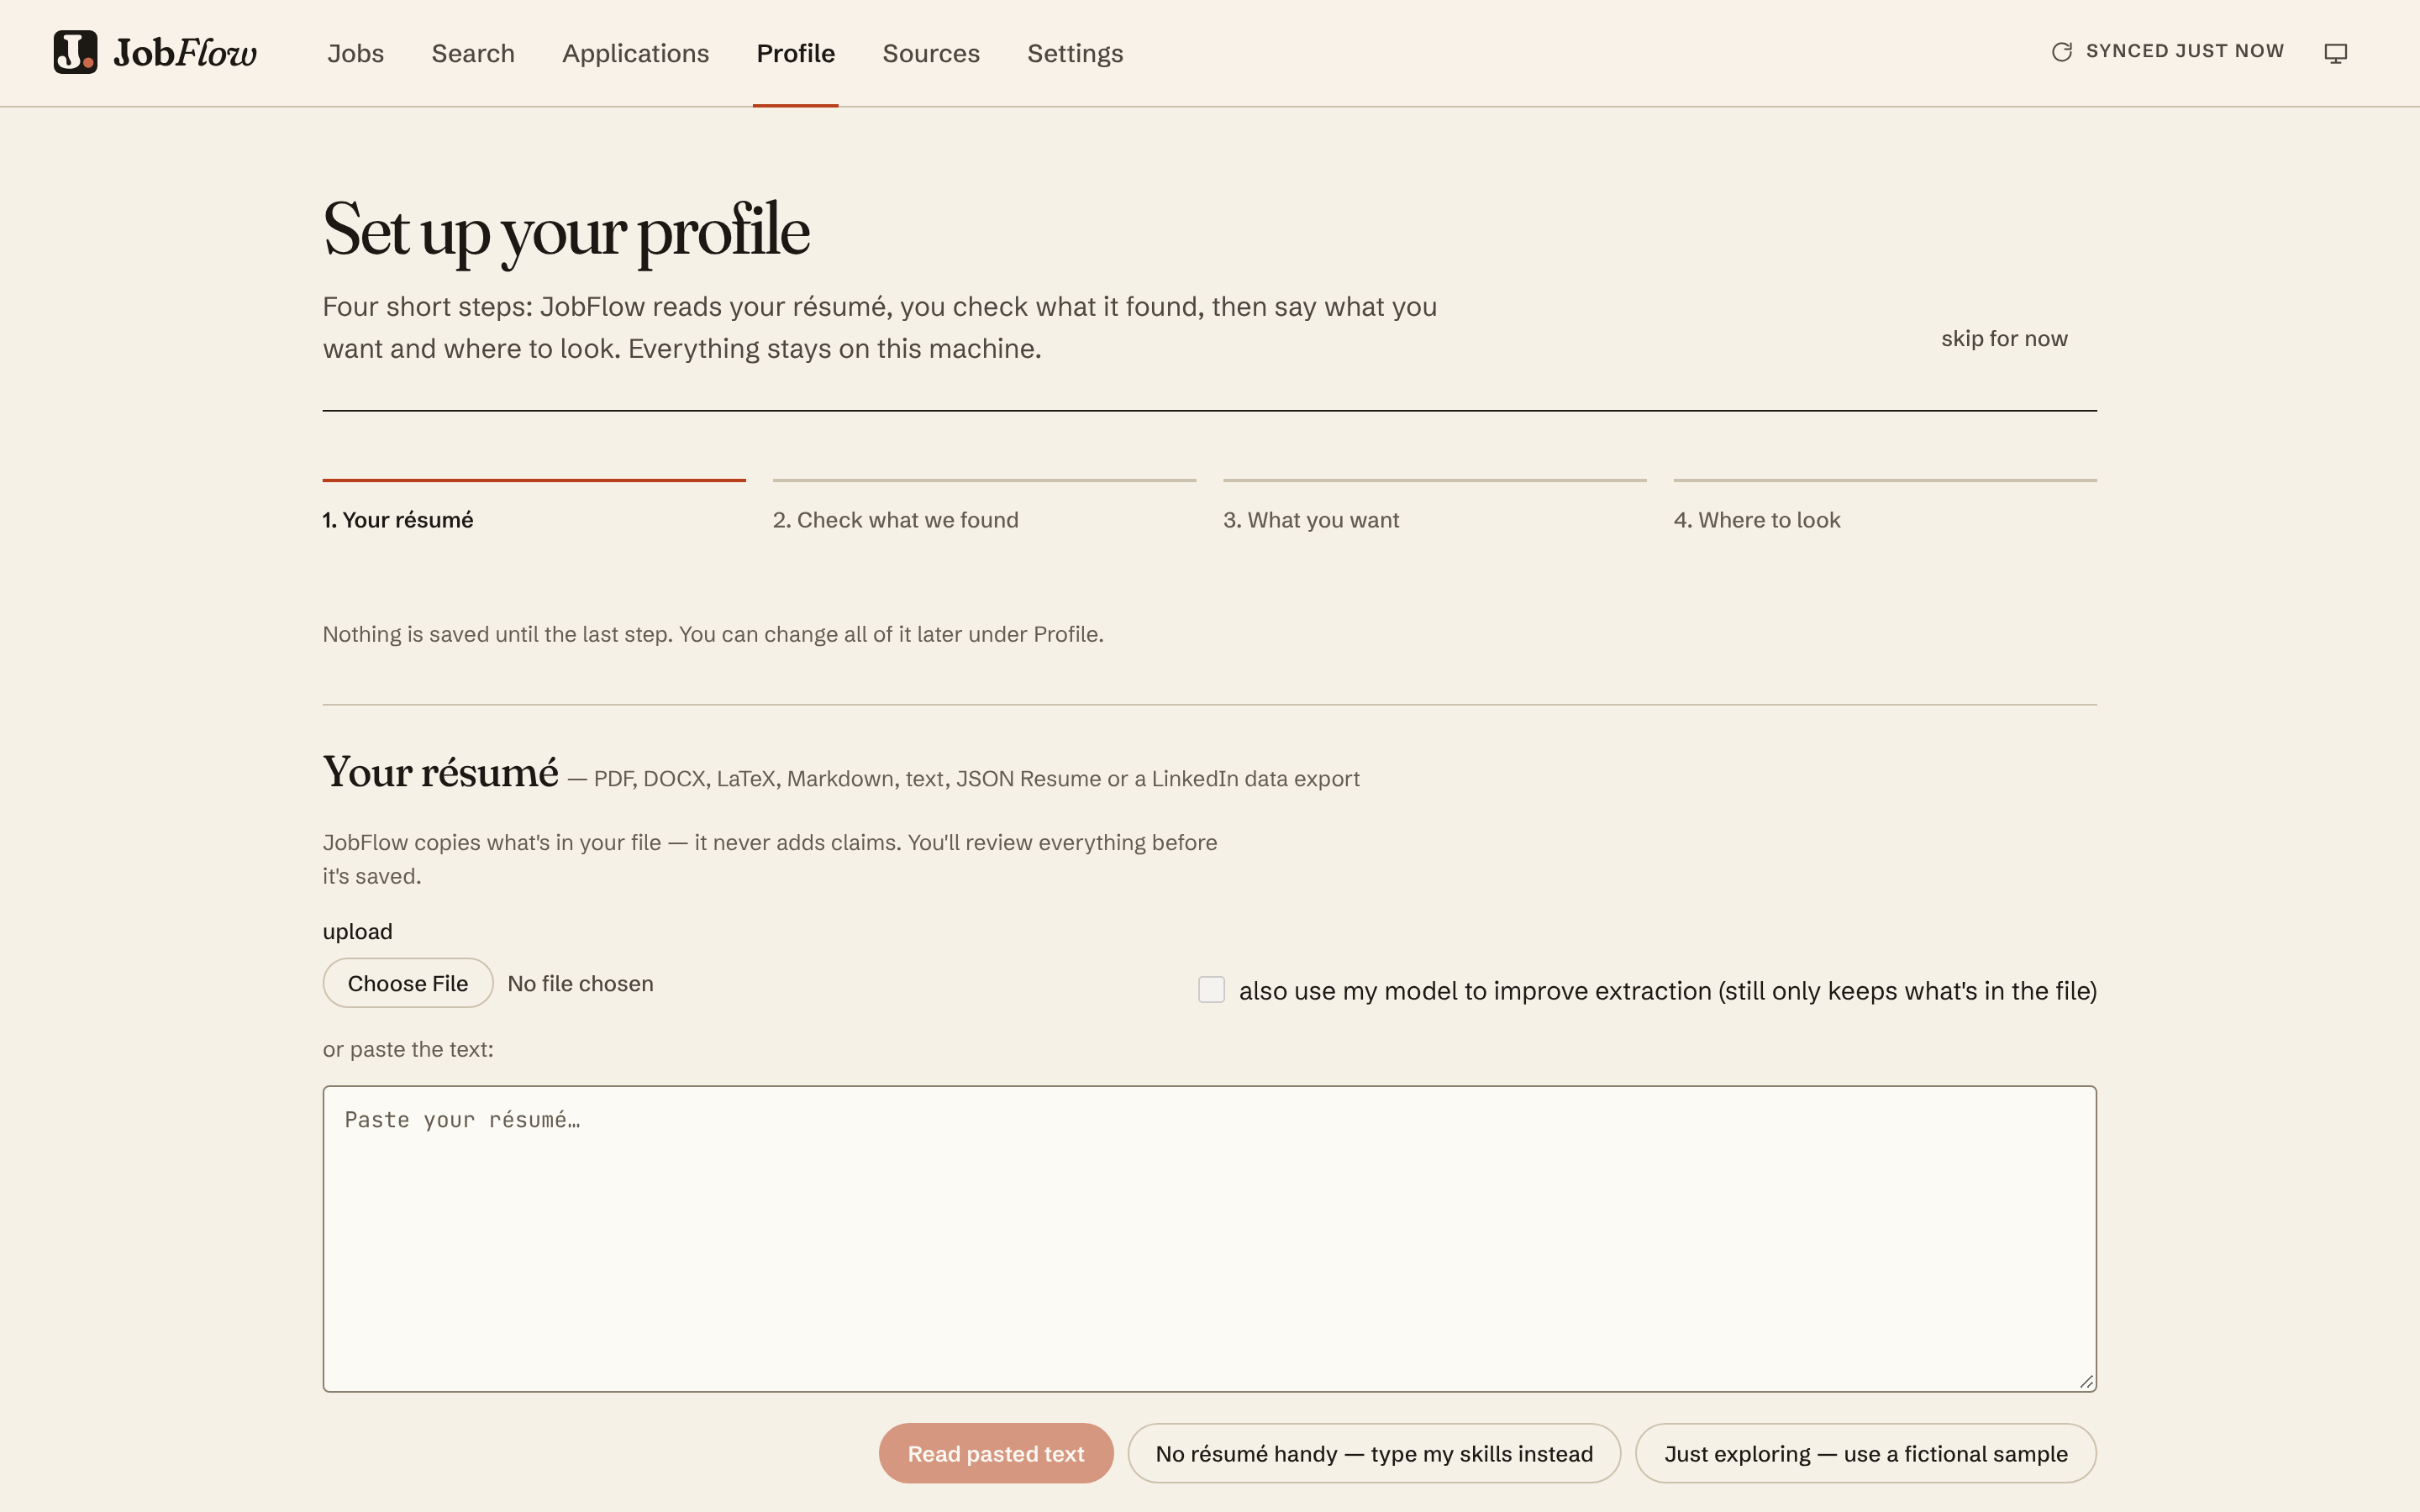 J.
JobFlow
Jobs
Search
Applications
Profile
Sources
Settings
SYNCED JUST NOW
Set up your profile
Four short steps: JobFlow reads your résumé, you check what it found, then say what you
want and where to look. Everything stays on this machine.
skip for now
1. Your résumé
2. Check what we found
3. What you want
4. Where to look
Nothing is saved until the last step. You can change all of it later under Profile.
Your résumé — PDF, DOCX, LaTeX, Markdown, text, JSON Resume or a LinkedIn data export
JobFlow copies what's in your file — it never adds claims. You'll review everything before
it's saved.
upload
Choose File No file chosen
also use my model to improve extraction (still only keeps what's in the file)
or paste the text:
Paste your résumé…
Read pasted text
No résumé handy — type my skills instead
Just exploring — use a fictional sample